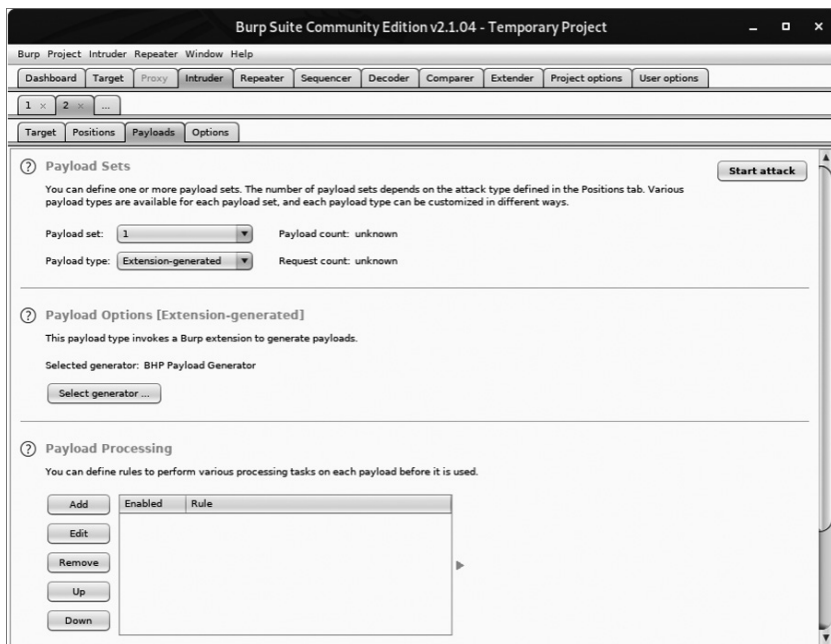 Burp Suite Community Edition v2.1.04 - Temporary Project
Burp Project Intruder Repeater Window Help
Dashboard Target Proxy Intruder Repeater Sequencer Decoder Comparer Extender Project options User options
1 × 2 × ...
Target Positions Payloads Options
? Payload Sets
Start attack
You can define one or more payload sets. The number of payload sets depends on the attack type defined in the Positions tab. Various
payload types are available for each payload set, and each payload type can be customized in different ways.
Payload set: 1 Payload count: unknown
Payload type: Extension-generated Request count: unknown
? Payload Options [Extension-generated]
This payload type invokes a Burp extension to generate payloads.
Selected generator: BHP Payload Generator
Select generator ...
? Payload Processing
You can define rules to perform various processing tasks on each payload before it is used.
Add Enabled Rule
Edit
Remove
Up
Down